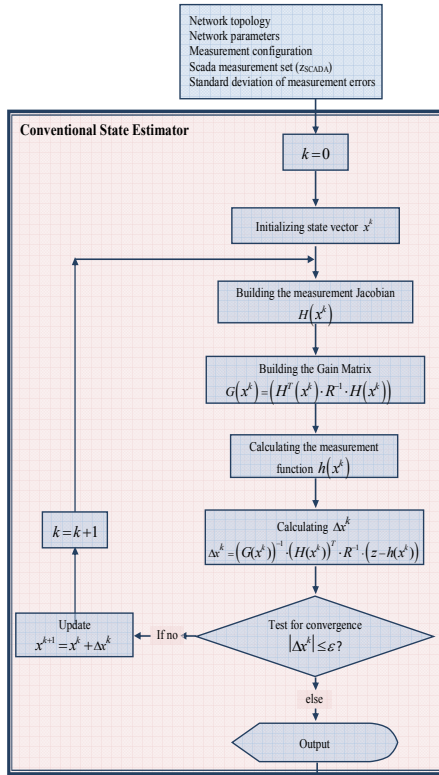 Network topology
Network parameters
Measurement configuration
Scada measurement set (z_SCADA)
Standard deviation of measurement errors
Conventional State Estimator
k=0
Initializing state vector x^k
Building the measurement Jacobian
H(x^k)
Building the Gain Matrix
G(x^k)=(H^T(x^k)·R^-1·H(x^k))
Calculating the measurement
function h(x^k)
Calculating Δx^k
Δx^k=(G(x^k))^-1·(H(x^k))^T·R^-1·(z−h(x^k))
k=k+1
Update
x^k+1=x^k+Δx^k
If no
Test for convergence
|Δx^k|≤ε?
else
Output